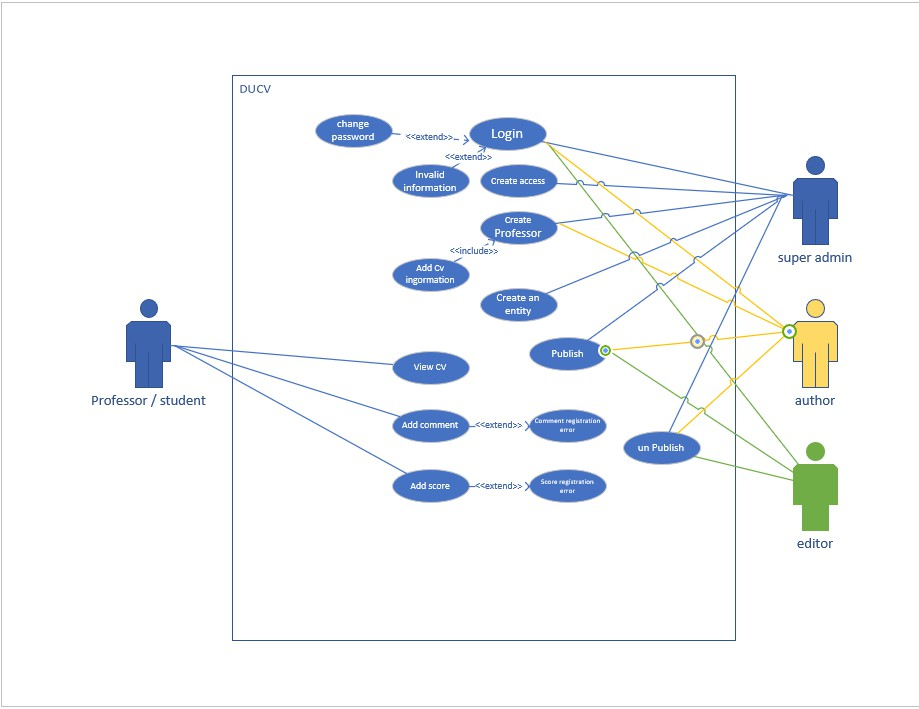 DUCV
change
password
<<extend>>
Login
<<extend>>
Invalid
information
Create access
Create
Professor
<<include>>
Add Cv
ingormation
Create an
entity
super admin
Publish
View CV
Professor / student
author
Add comment
<<extend>>
Comment registration
error
un Publish
Add score
<<extend>>
Score registration
error
editor